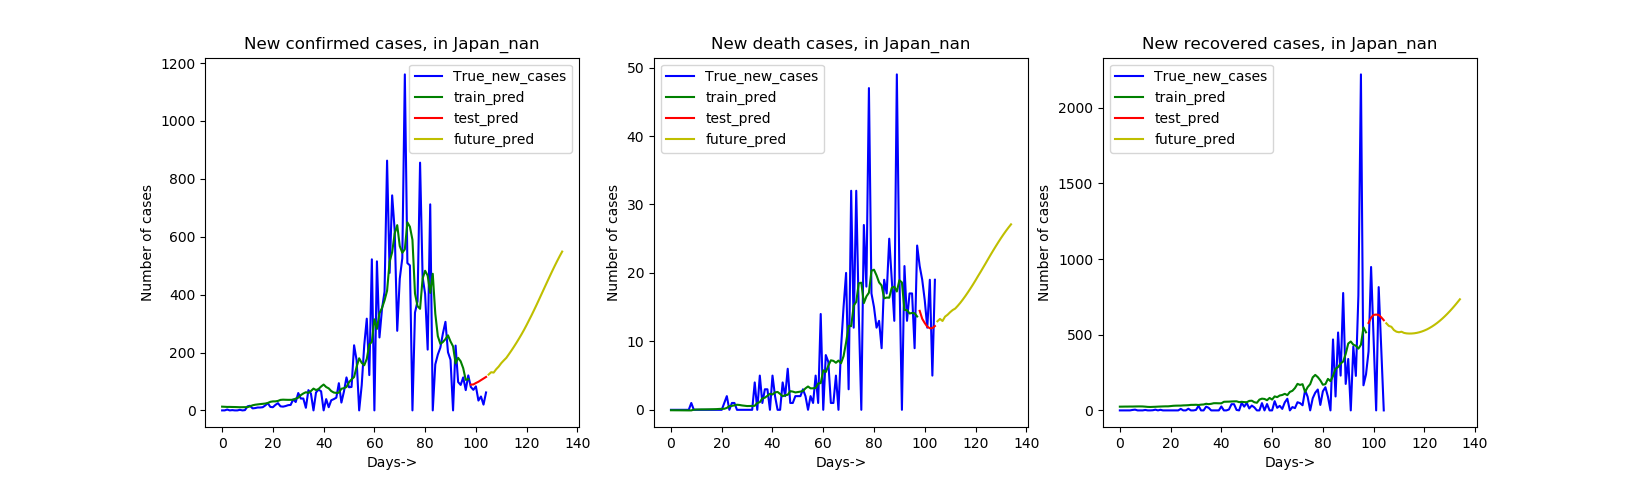 New confirmed cases, in Japan_nan
Number of cases
1200
1000
800
600
400
200
0
True_new_cases
train_pred
test_pred
future_pred
0 20 40 60 80 100 120 140
Days->
New death cases, in Japan_nan
Number of cases
50
40
30
20
10
0
True_new_cases
train_pred
test_pred
future_pred
0 20 40 60 80 100 120 140
Days->
New recovered cases, in Japan_nan
Number of cases
2000
1500
1000
500
0
True_new_cases
train_pred
test_pred
future_pred
0 20 40 60 80 100 120 140
Days->